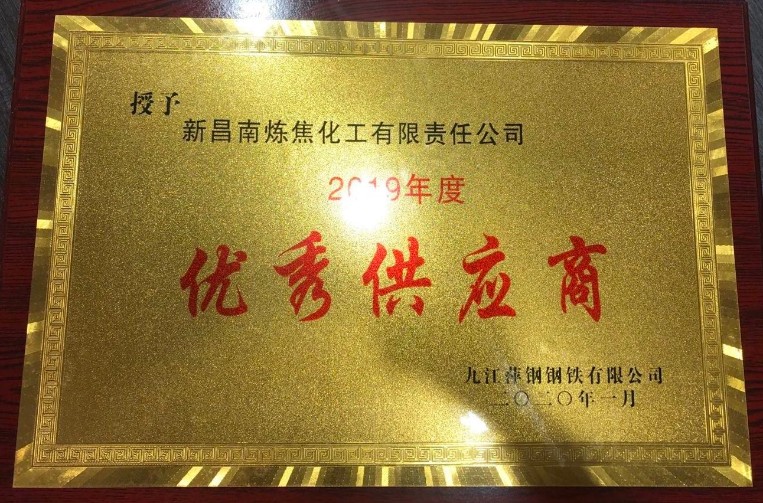 授予
新昌南炼焦化工有限责任公司
2019年度
优秀供应商
九江萍钢钢铁有限公司
二〇二〇年一月